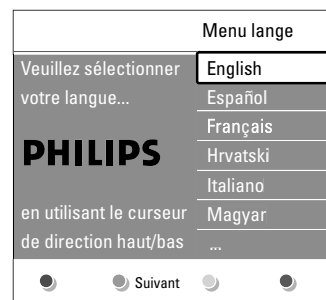 Menu lange
Veuillez sélectionner
votre langue...
PHILIPS
en utilisant le curseur
de direction haut/bas
English
Español
Français
Hrvatski
Italiano
Magyar
...
Suivant